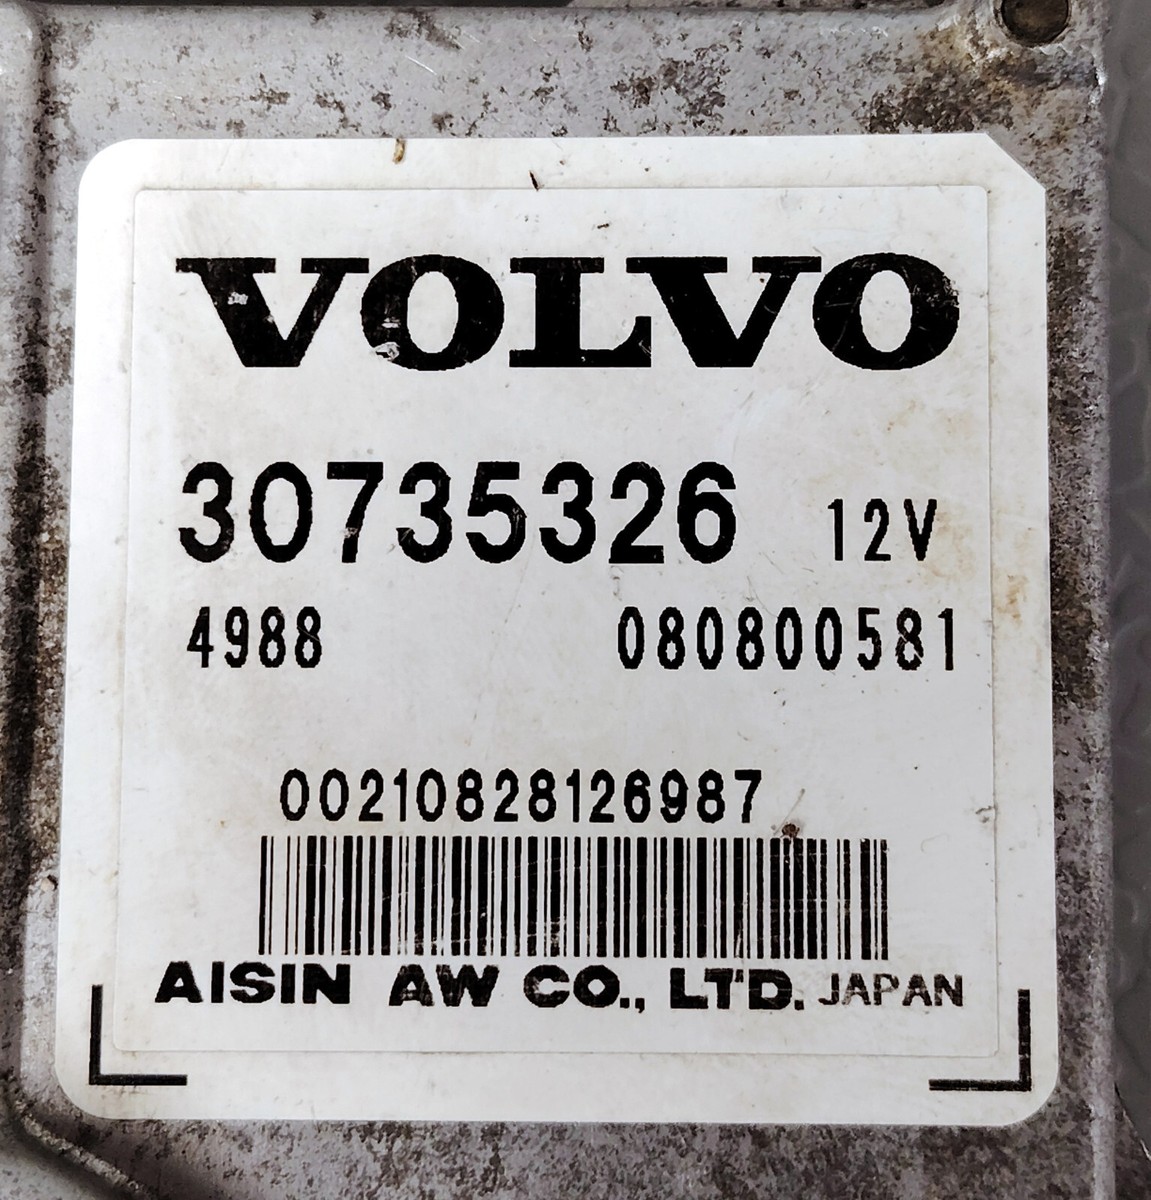 VOLVO
30735326 12V
4988 080800581
00210828126987
AISIN AW CO., LTD. JAPAN